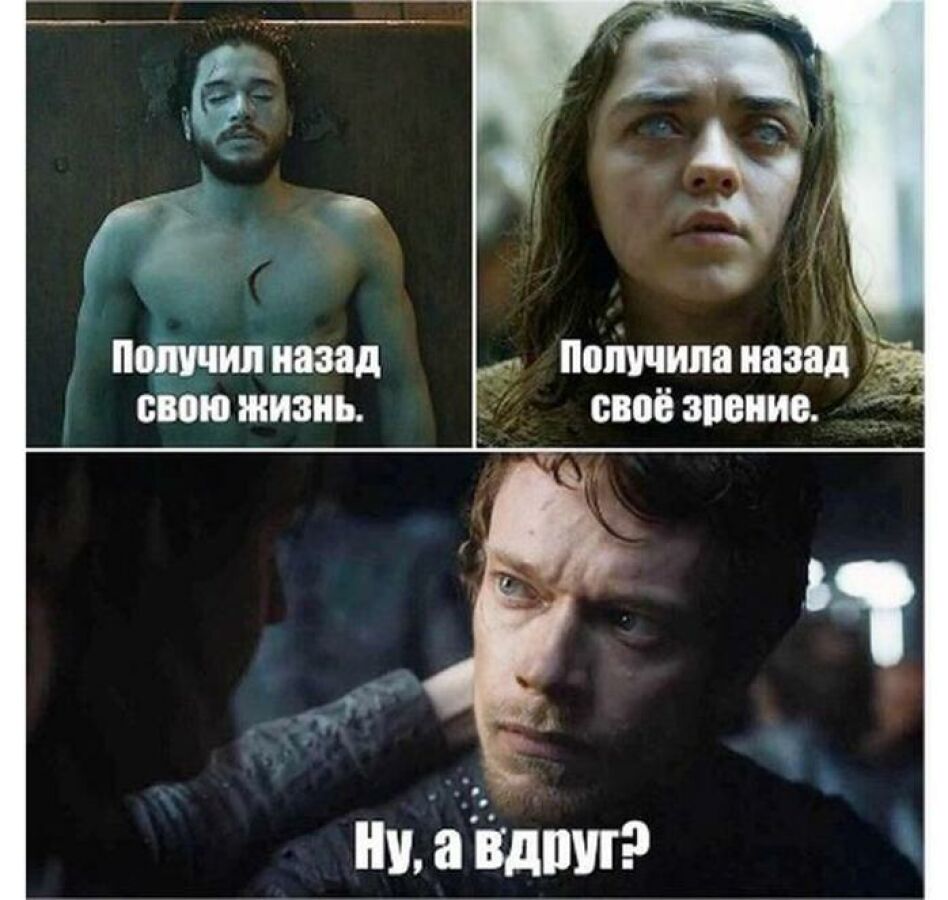 Получил назад
свою жизнь.
Получила назад
своё зрение.
Ну, а вдруг?